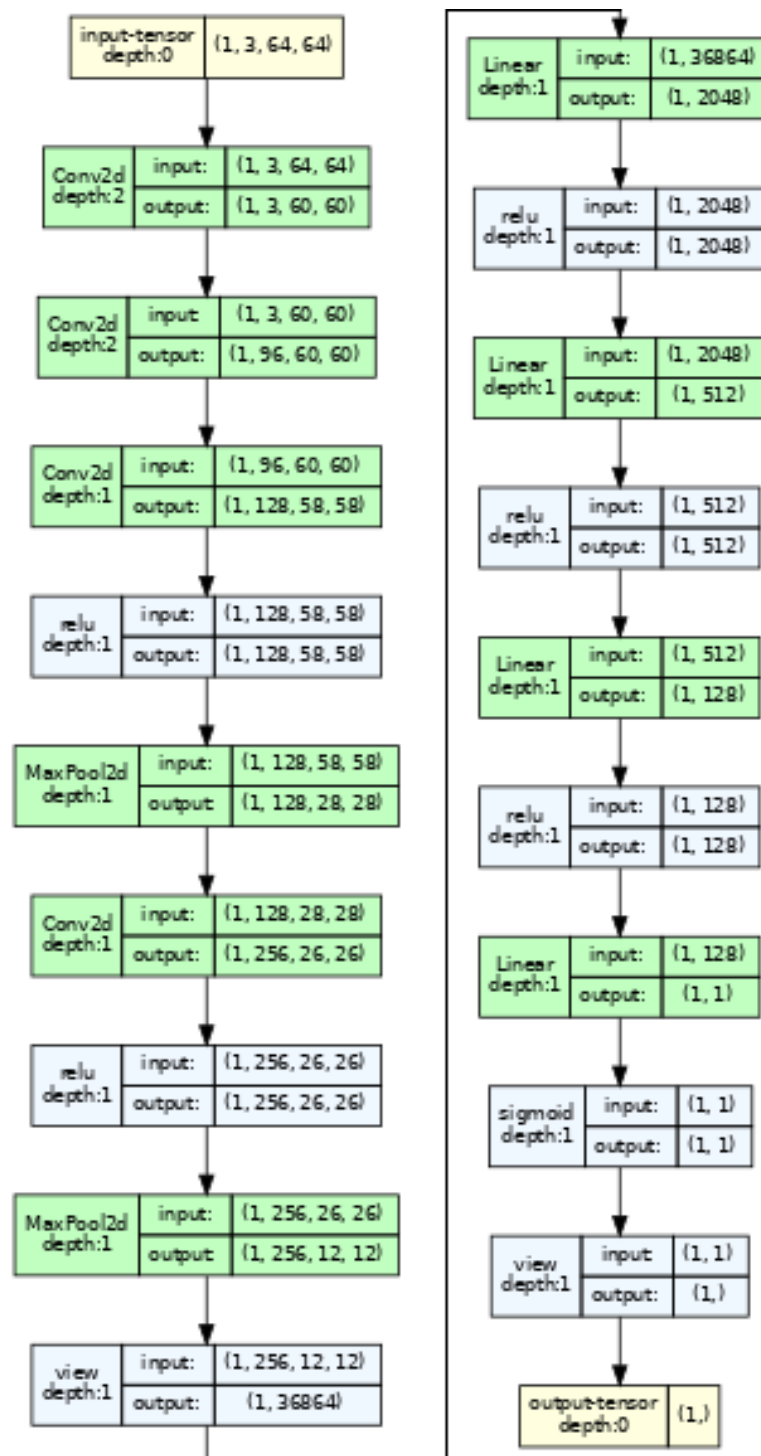 input-tensor
depth:0
(1, 3, 64, 64)
Conv2d
depth:2
input:
(1, 3, 64, 64)
output:
(1, 3, 60, 60)
Conv2d
depth:2
input:
(1, 3, 60, 60)
output:
(1, 96, 60, 60)
Conv2d
depth:1
input:
(1, 96, 60, 60)
output:
(1, 128, 58, 58)
relu
depth:1
input:
(1, 128, 58, 58)
output:
(1, 128, 58, 58)
MaxPool2d
depth:1
input:
(1, 128, 58, 58)
output:
(1, 128, 28, 28)
Conv2d
depth:1
input:
(1, 128, 28, 28)
output:
(1, 256, 26, 26)
relu
depth:1
input:
(1, 256, 26, 26)
output:
(1, 256, 26, 26)
MaxPool2d
depth:1
input:
(1, 256, 26, 26)
output:
(1, 256, 12, 12)
view
depth:1
input:
(1, 256, 12, 12)
output:
(1, 36864)
Linear
depth:1
input:
(1, 36864)
output:
(1, 2048)
relu
depth:1
input:
(1, 2048)
output:
(1, 2048)
Linear
depth:1
input:
(1, 2048)
output:
(1, 512)
relu
depth:1
input:
(1, 512)
output:
(1, 512)
Linear
depth:1
input:
(1, 512)
output:
(1, 128)
relu
depth:1
input:
(1, 128)
output:
(1, 128)
Linear
depth:1
input:
(1, 128)
output:
(1, 1)
sigmoid
depth:1
input:
(1, 1)
output:
(1, 1)
view
depth:1
input:
(1, 1)
output:
(1,)
output-tensor
depth:0
(1,)